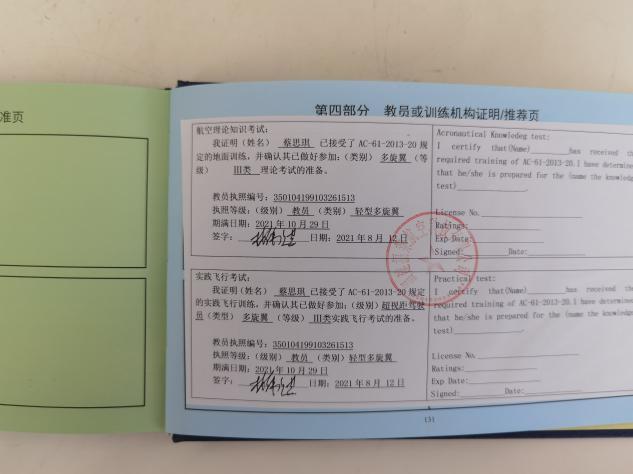 准页
第四部分 教员或训练机构证明/推荐页
航空理论知识考试:
我证明(姓名) 蔡思琪 已接受了 AC-61-2013-20 规
定的地面训练,并确认其已做好参加:(类别) 多旋翼 (等
级) III类 理论考试的准备。
教员执照编号: 350104199103261513
执照等级:(级别) 教员 (类别) 轻型多旋翼
期满日期: 2021年10月29日
签字: 日期: 2021年8月12日
Aeronautical Knowledeg test:
I certify that(Name) has received the
required training of AC-61-2013-20.I have determined
that he/she is prepared for the (name the knowledge
test) .
License No.
Ratings:
Exp Date:
Signed: Date:
实践飞行考试:
我证明(姓名) 蔡思琪 已接受了 AC-61-2013-20 规定
的实践飞行训练,并确认其已做好参加:(级别)超视距驾驶
员(类型) 多旋翼 (等级) III类实践飞行考试的准备。
教员执照编号: 350104199103261513
执照等级:(级别) 教员 (类别)轻型多旋翼
期满日期: 2021年10月29日
签字: 日期: 2021年8月12日
Practical test:
I certify that(Name) has received the
required training of AC-61-2013-20.I have determined
that he/she is prepared for the (name the knowledge
test) .
License No.
Ratings:
Exp Date:
Signed: Date:
131